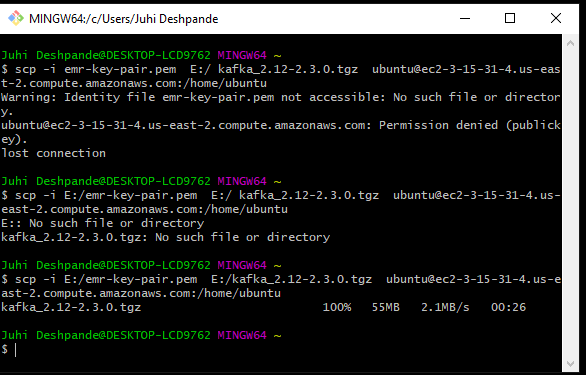 MINGW64:/c/Users/Juhi Deshpande
Juhi Deshpande@DESKTOP-LCD9762 MINGW64 ~
$ scp -i emr-key-pair.pem  E:/ kafka_2.12-2.3.0.tgz  ubuntu@ec2-3-15-31-4.us-eas
t-2.compute.amazonaws.com:/home/ubuntu
Warning: Identity file emr-key-pair.pem not accessible: No such file or director
y.
ubuntu@ec2-3-15-31-4.us-east-2.compute.amazonaws.com: Permission denied (publick
ey).
lost connection
Juhi Deshpande@DESKTOP-LCD9762 MINGW64 ~
$ scp -i E:/emr-key-pair.pem  E:/ kafka_2.12-2.3.0.tgz  ubuntu@ec2-3-15-31-4.us-
east-2.compute.amazonaws.com:/home/ubuntu
E:: No such file or directory
kafka_2.12-2.3.0.tgz: No such file or directory
Juhi Deshpande@DESKTOP-LCD9762 MINGW64 ~
$ scp -i E:/emr-key-pair.pem  E:/kafka_2.12-2.3.0.tgz  ubuntu@ec2-3-15-31-4.us-e
ast-2.compute.amazonaws.com:/home/ubuntu
kafka_2.12-2.3.0.tgz 100% 55MB 2.1MB/s 00:26
Juhi Deshpande@DESKTOP-LCD9762 MINGW64 ~
$